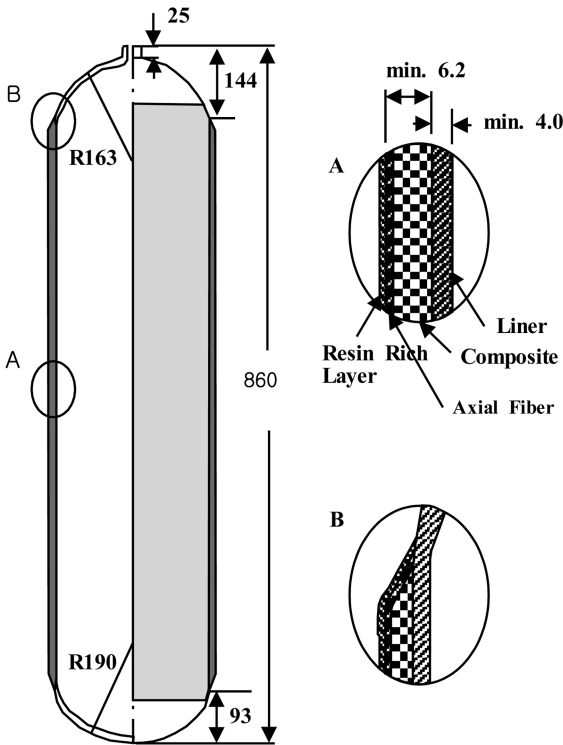 25
144
B
R163
A
860
R190
93
min. 6.2
min. 4.0
A
Liner
Resin Rich
Layer
Composite
Axial Fiber
B